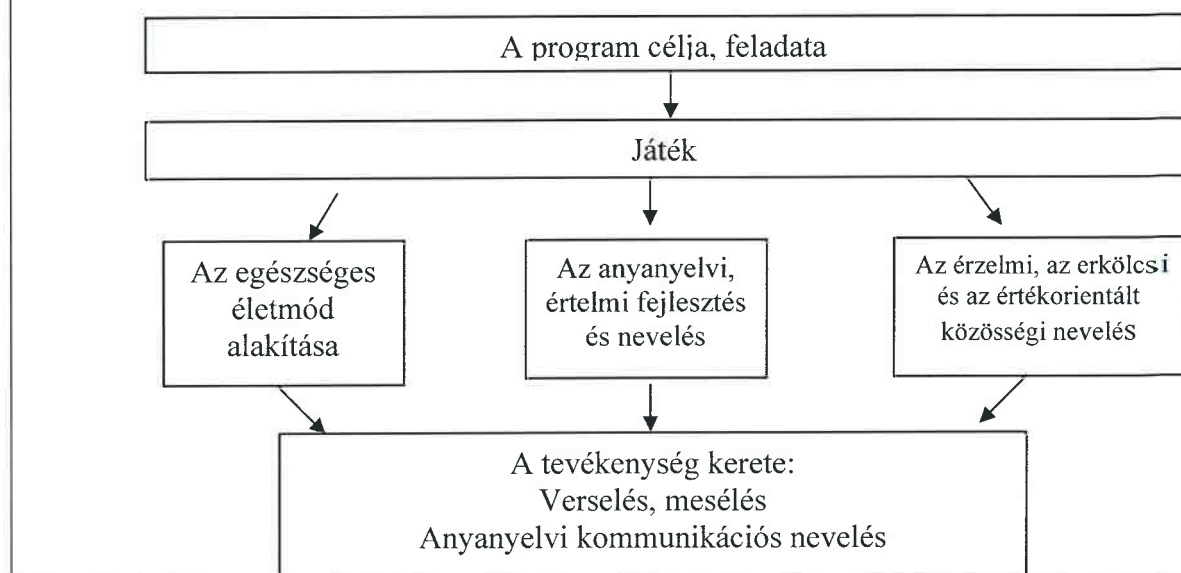 A program célja, feladata
Játék
Az egészséges
életmód
alakítása
Az anyanyelvi,
értelmi fejlesztés
és nevelés
Az érzelmi, az erkölcsi
és az értékorientált
közösségi nevelés
A tevékenység kerete:
Verselés, mesélés
Anyanyelvi kommunikációs nevelés